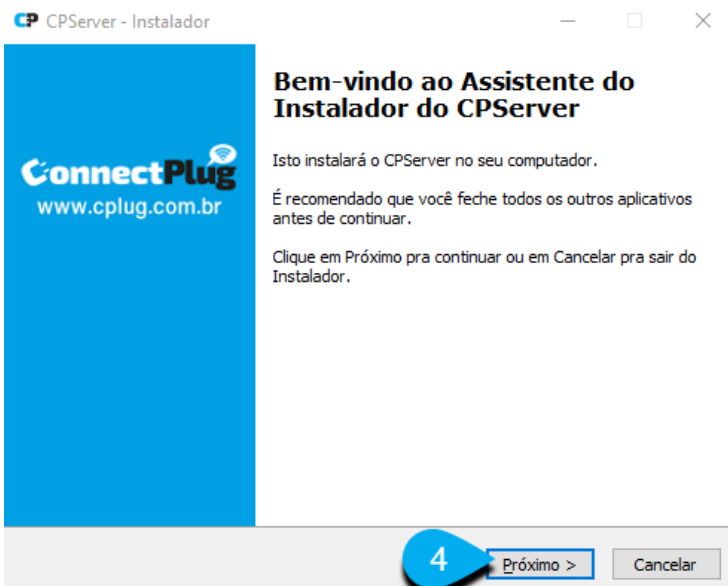 CP CPServer - Instalador
Bem-vindo ao Assistente do
Instalador do CPServer
ConnectPlug
www.cplug.com.br
Isto instalará o CPServer no seu computador.
É recomendado que você feche todos os outros aplicativos
antes de continuar.
Clique em Próximo pra continuar ou em Cancelar pra sair do
Instalador.
4
Próximo >
Cancelar